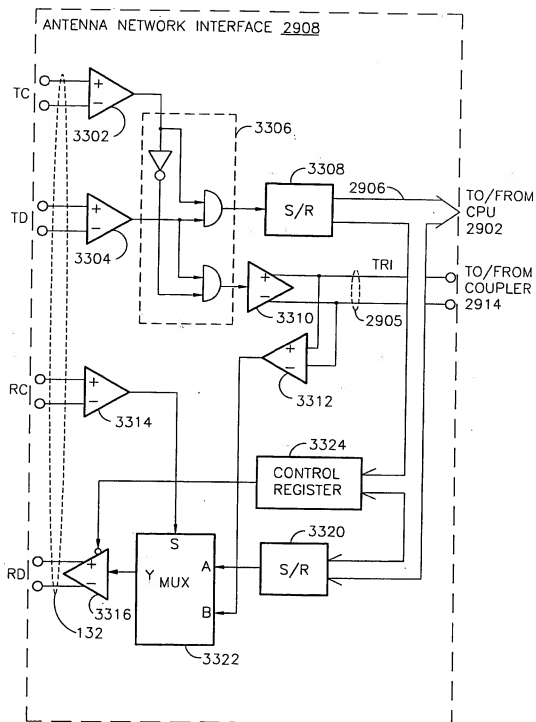 ANTENNA NETWORK INTERFACE 2908
TC
+
−
3302
3306
3308
S/R
2906
TO/FROM
CPU
2902
TD
+
−
3304
TRI
TO/FROM
COUPLER
2914
+
−
3310
2905
+
−
3312
RC
+
−
3314
3324
CONTROL
REGISTER
3320
S/R
S
A
Y MUX
B
RD
+
−
3316
132
3322